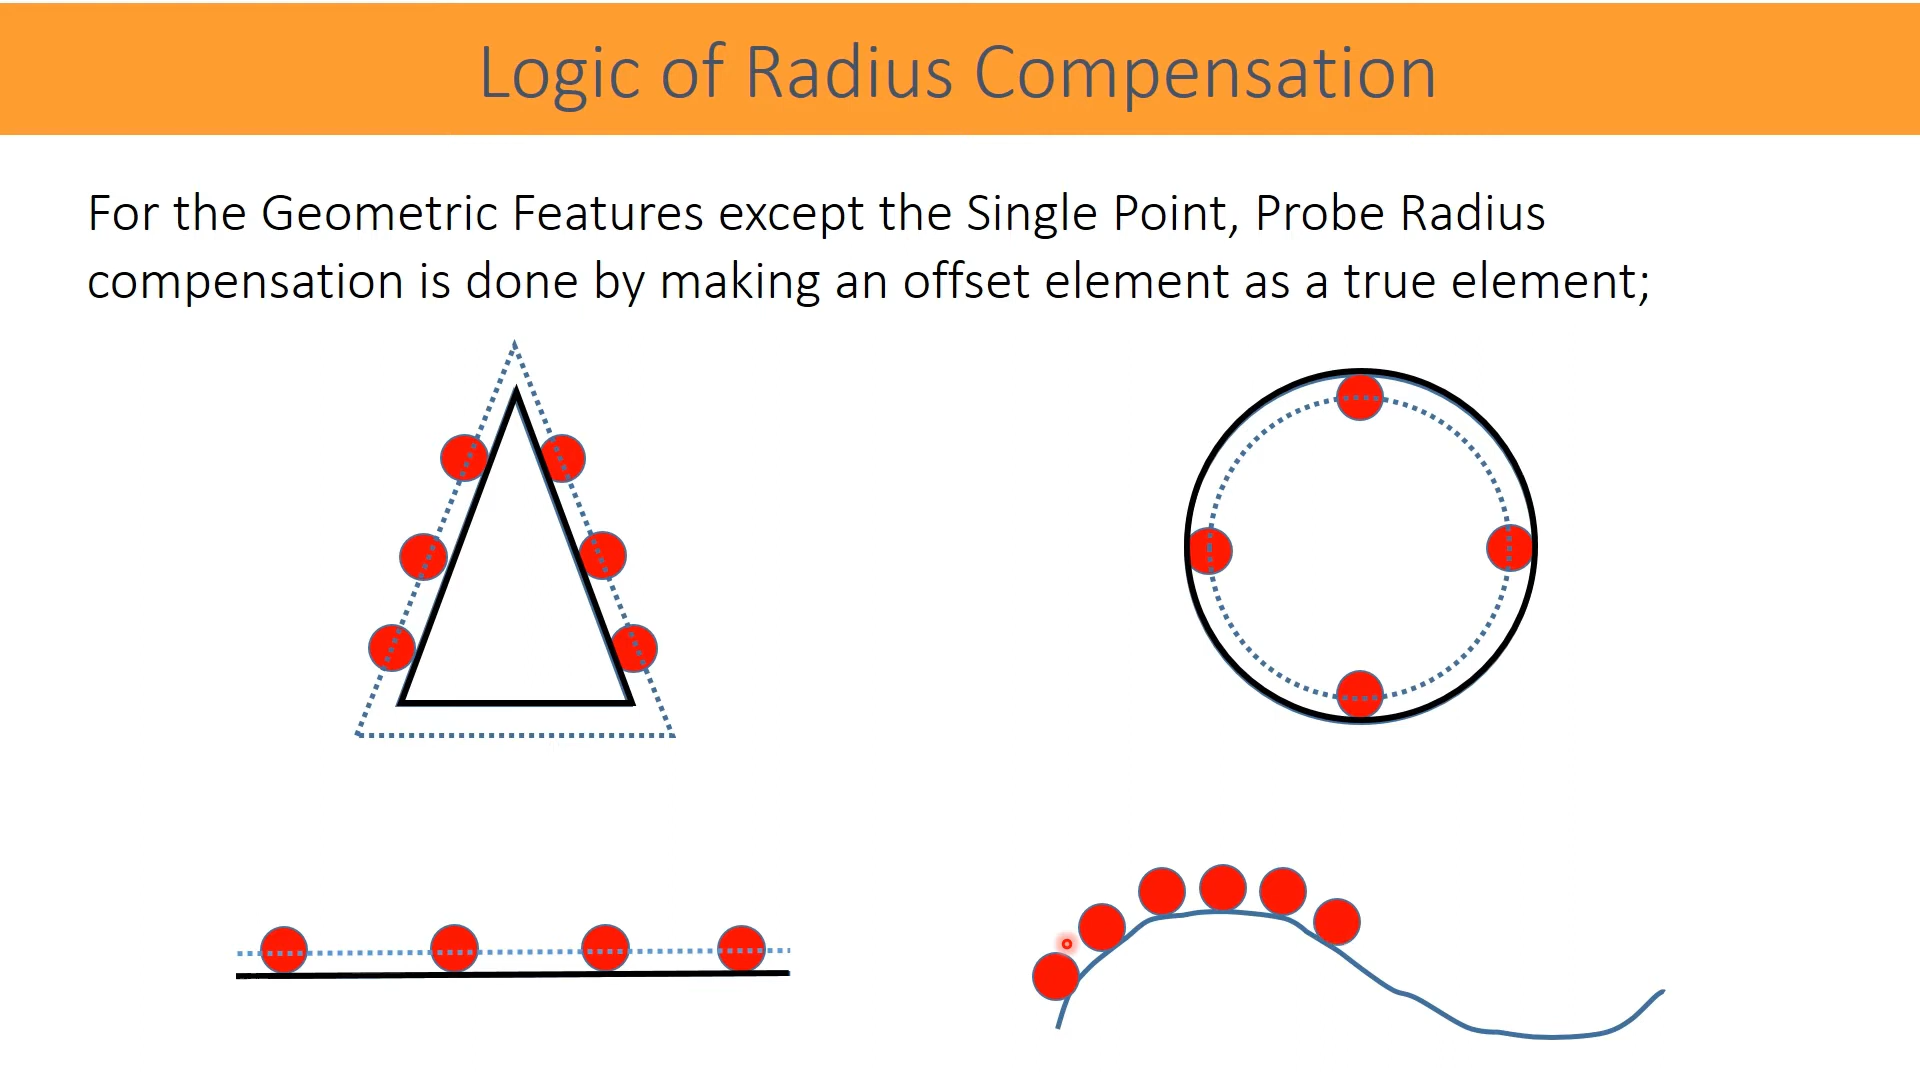 Logic of Radius Compensation
For the Geometric Features except the Single Point, Probe Radius
compensation is done by making an offset element as a true element;